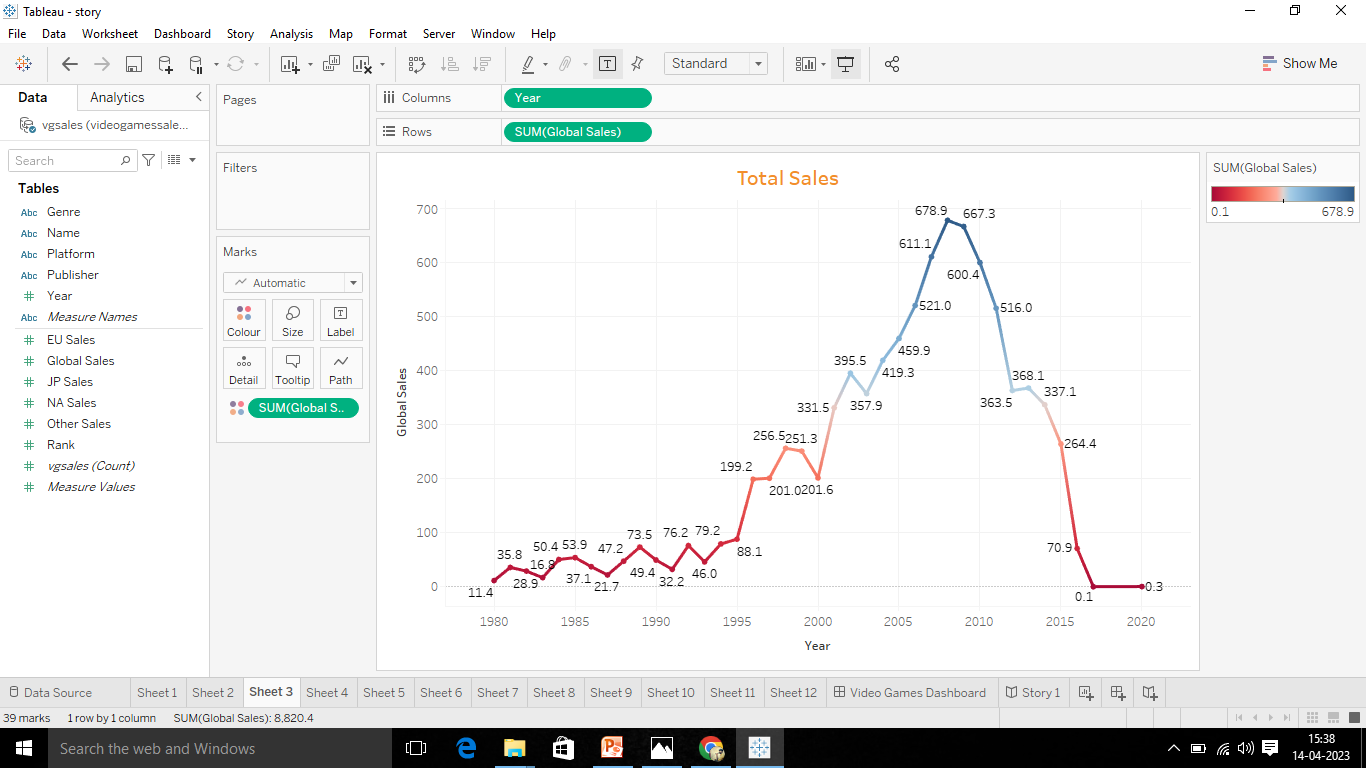 Tableau - story
File Data Worksheet Dashboard Story Analysis Map Format Server Window Help
Standard
Show Me
Data Analytics
vgsales (videogamessale...
Search
Tables
Abc Genre
Abc Name
Abc Platform
Abc Publisher
# Year
Abc Measure Names
# EU Sales
# Global Sales
# JP Sales
# NA Sales
# Other Sales
# Rank
# vgsales (Count)
# Measure Values
Pages
Filters
Marks
Automatic
Colour Size Label
Detail Tooltip Path
SUM(Global S..
Columns Year
Rows SUM(Global Sales)
Total Sales
Global Sales
700
600
500
400
300
200
100
0
11.4
35.8
28.9
16.8
50.4
53.9
37.1
21.7
47.2
73.5
49.4
32.2
76.2
46.0
79.2
88.1
199.2
201.0
256.5
251.3
201.6
331.5
395.5
357.9
419.3
459.9
521.0
611.1
678.9
667.3
600.4
516.0
363.5
368.1
337.1
264.4
70.9
0.1
0.3
1980 1985 1990 1995 2000 2005 2010 2015 2020
Year
SUM(Global Sales)
0.1 678.9
Data Source Sheet 1 Sheet 2 Sheet 3 Sheet 4 Sheet 5 Sheet 6 Sheet 7 Sheet 8 Sheet 9 Sheet 10 Sheet 11 Sheet 12 Video Games Dashboard Story 1
39 marks 1 row by 1 column SUM(Global Sales): 8,820.4
Search the web and Windows
15:38
14-04-2023